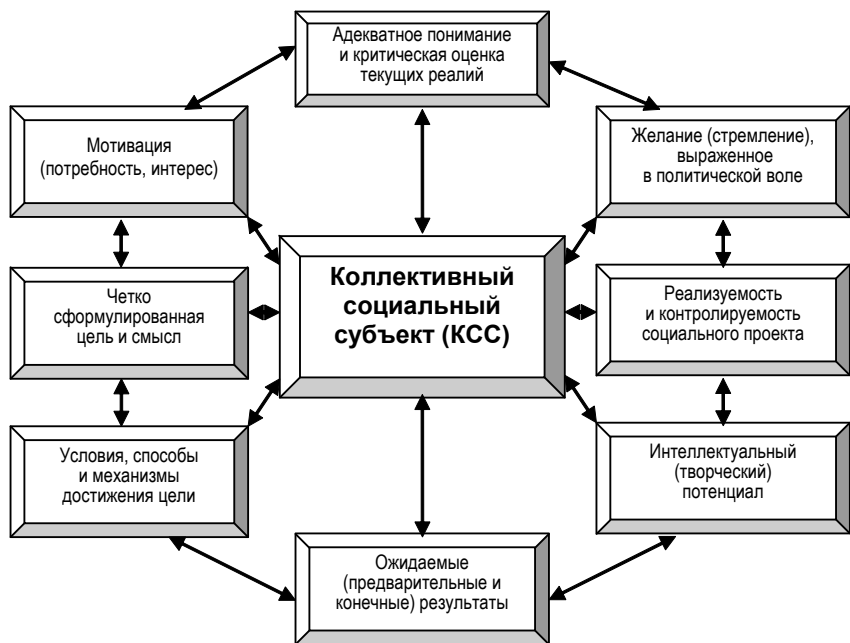 Адекватное понимание
и критическая оценка
текущих реалий
Мотивация
(потребность, интерес)
Желание (стремление),
выраженное
в политической воле
Коллективный
социальный
субъект (КСС)
Четко
сформулированная
цель и смысл
Реализуемость
и контролируемость
социального проекта
Условия, способы
и механизмы
достижения цели
Интеллектуальный
(творческий)
потенциал
Ожидаемые
(предварительные и
конечные) результаты